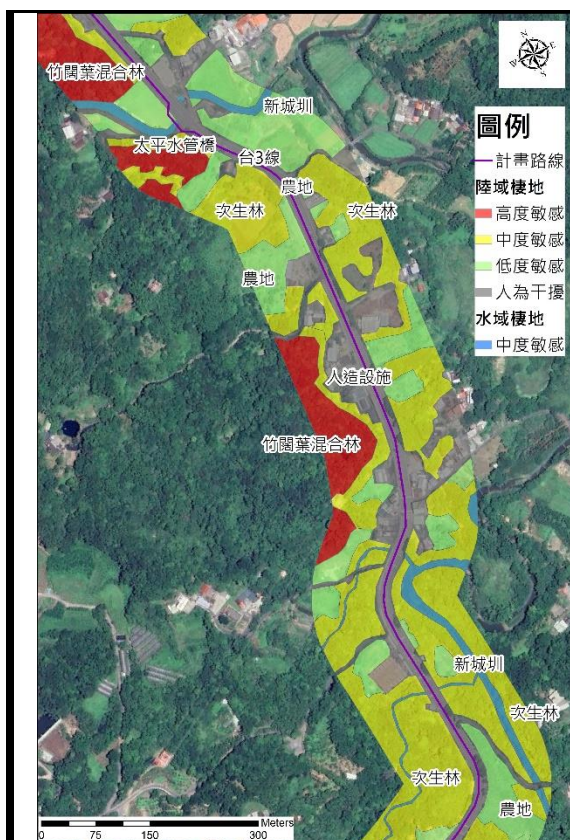 竹闊葉混合林
新城圳
太平水管橋
台3線
農地
次生林
次生林
農地
人造設施
竹闊葉混合林
新城圳
次生林
次生林
農地
圖例
計畫路線
陸域棲地
高度敏感
中度敏感
低度敏感
人為干擾
水域棲地
中度敏感
Meters
0 75 150 300